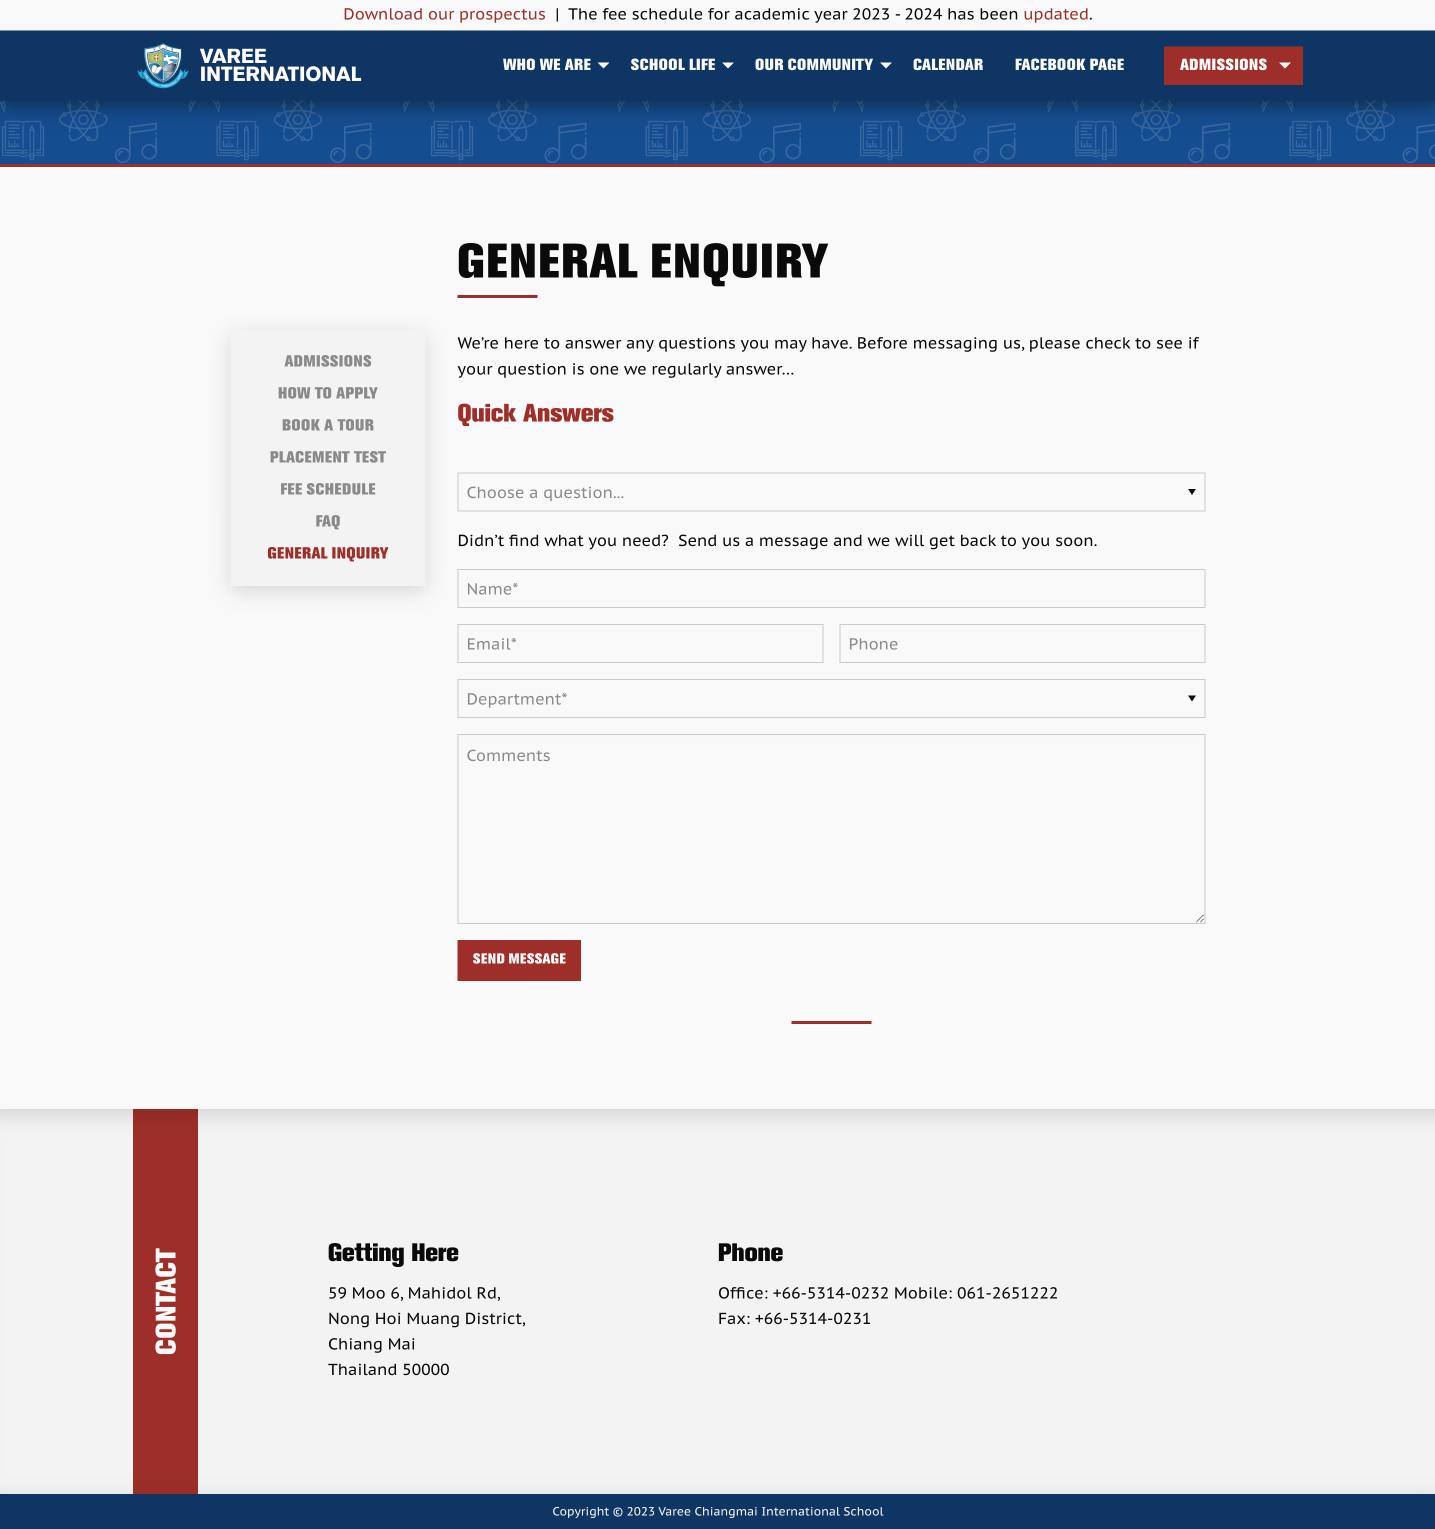 Download our prospectus | The fee schedule for academic year 2023 - 2024 has been updated.
VAREE
INTERNATIONAL
WHO WE ARE SCHOOL LIFE OUR COMMUNITY CALENDAR FACEBOOK PAGE ADMISSIONS
GENERAL ENQUIRY
ADMISSIONS
HOW TO APPLY
BOOK A TOUR
PLACEMENT TEST
FEE SCHEDULE
FAQ
GENERAL INQUIRY
We’re here to answer any questions you may have. Before messaging us, please check to see if
your question is one we regularly answer…
Quick Answers
Choose a question...
Didn’t find what you need?  Send us a message and we will get back to you soon.
Name*
Email* Phone
Department*
Comments
SEND MESSAGE
CONTACT
Getting Here
59 Moo 6, Mahidol Rd,
Nong Hoi Muang District,
Chiang Mai
Thailand 50000
Phone
Office: +66-5314-0232 Mobile: 061-2651222
Fax: +66-5314-0231
Copyright © 2023 Varee Chiangmai International School